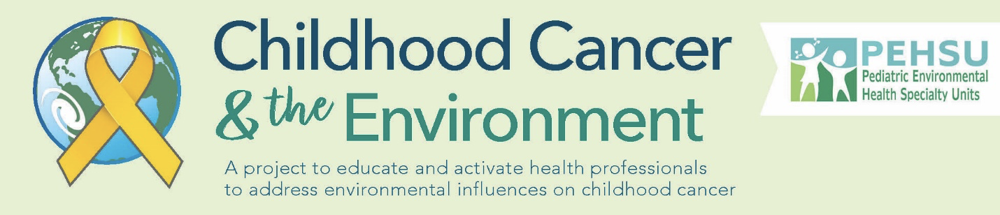 Childhood Cancer
& the Environment
A project to educate and activate health professionals
to address environmental influences on childhood cancer
PEHSU
Pediatric Environmental
Health Specialty Units